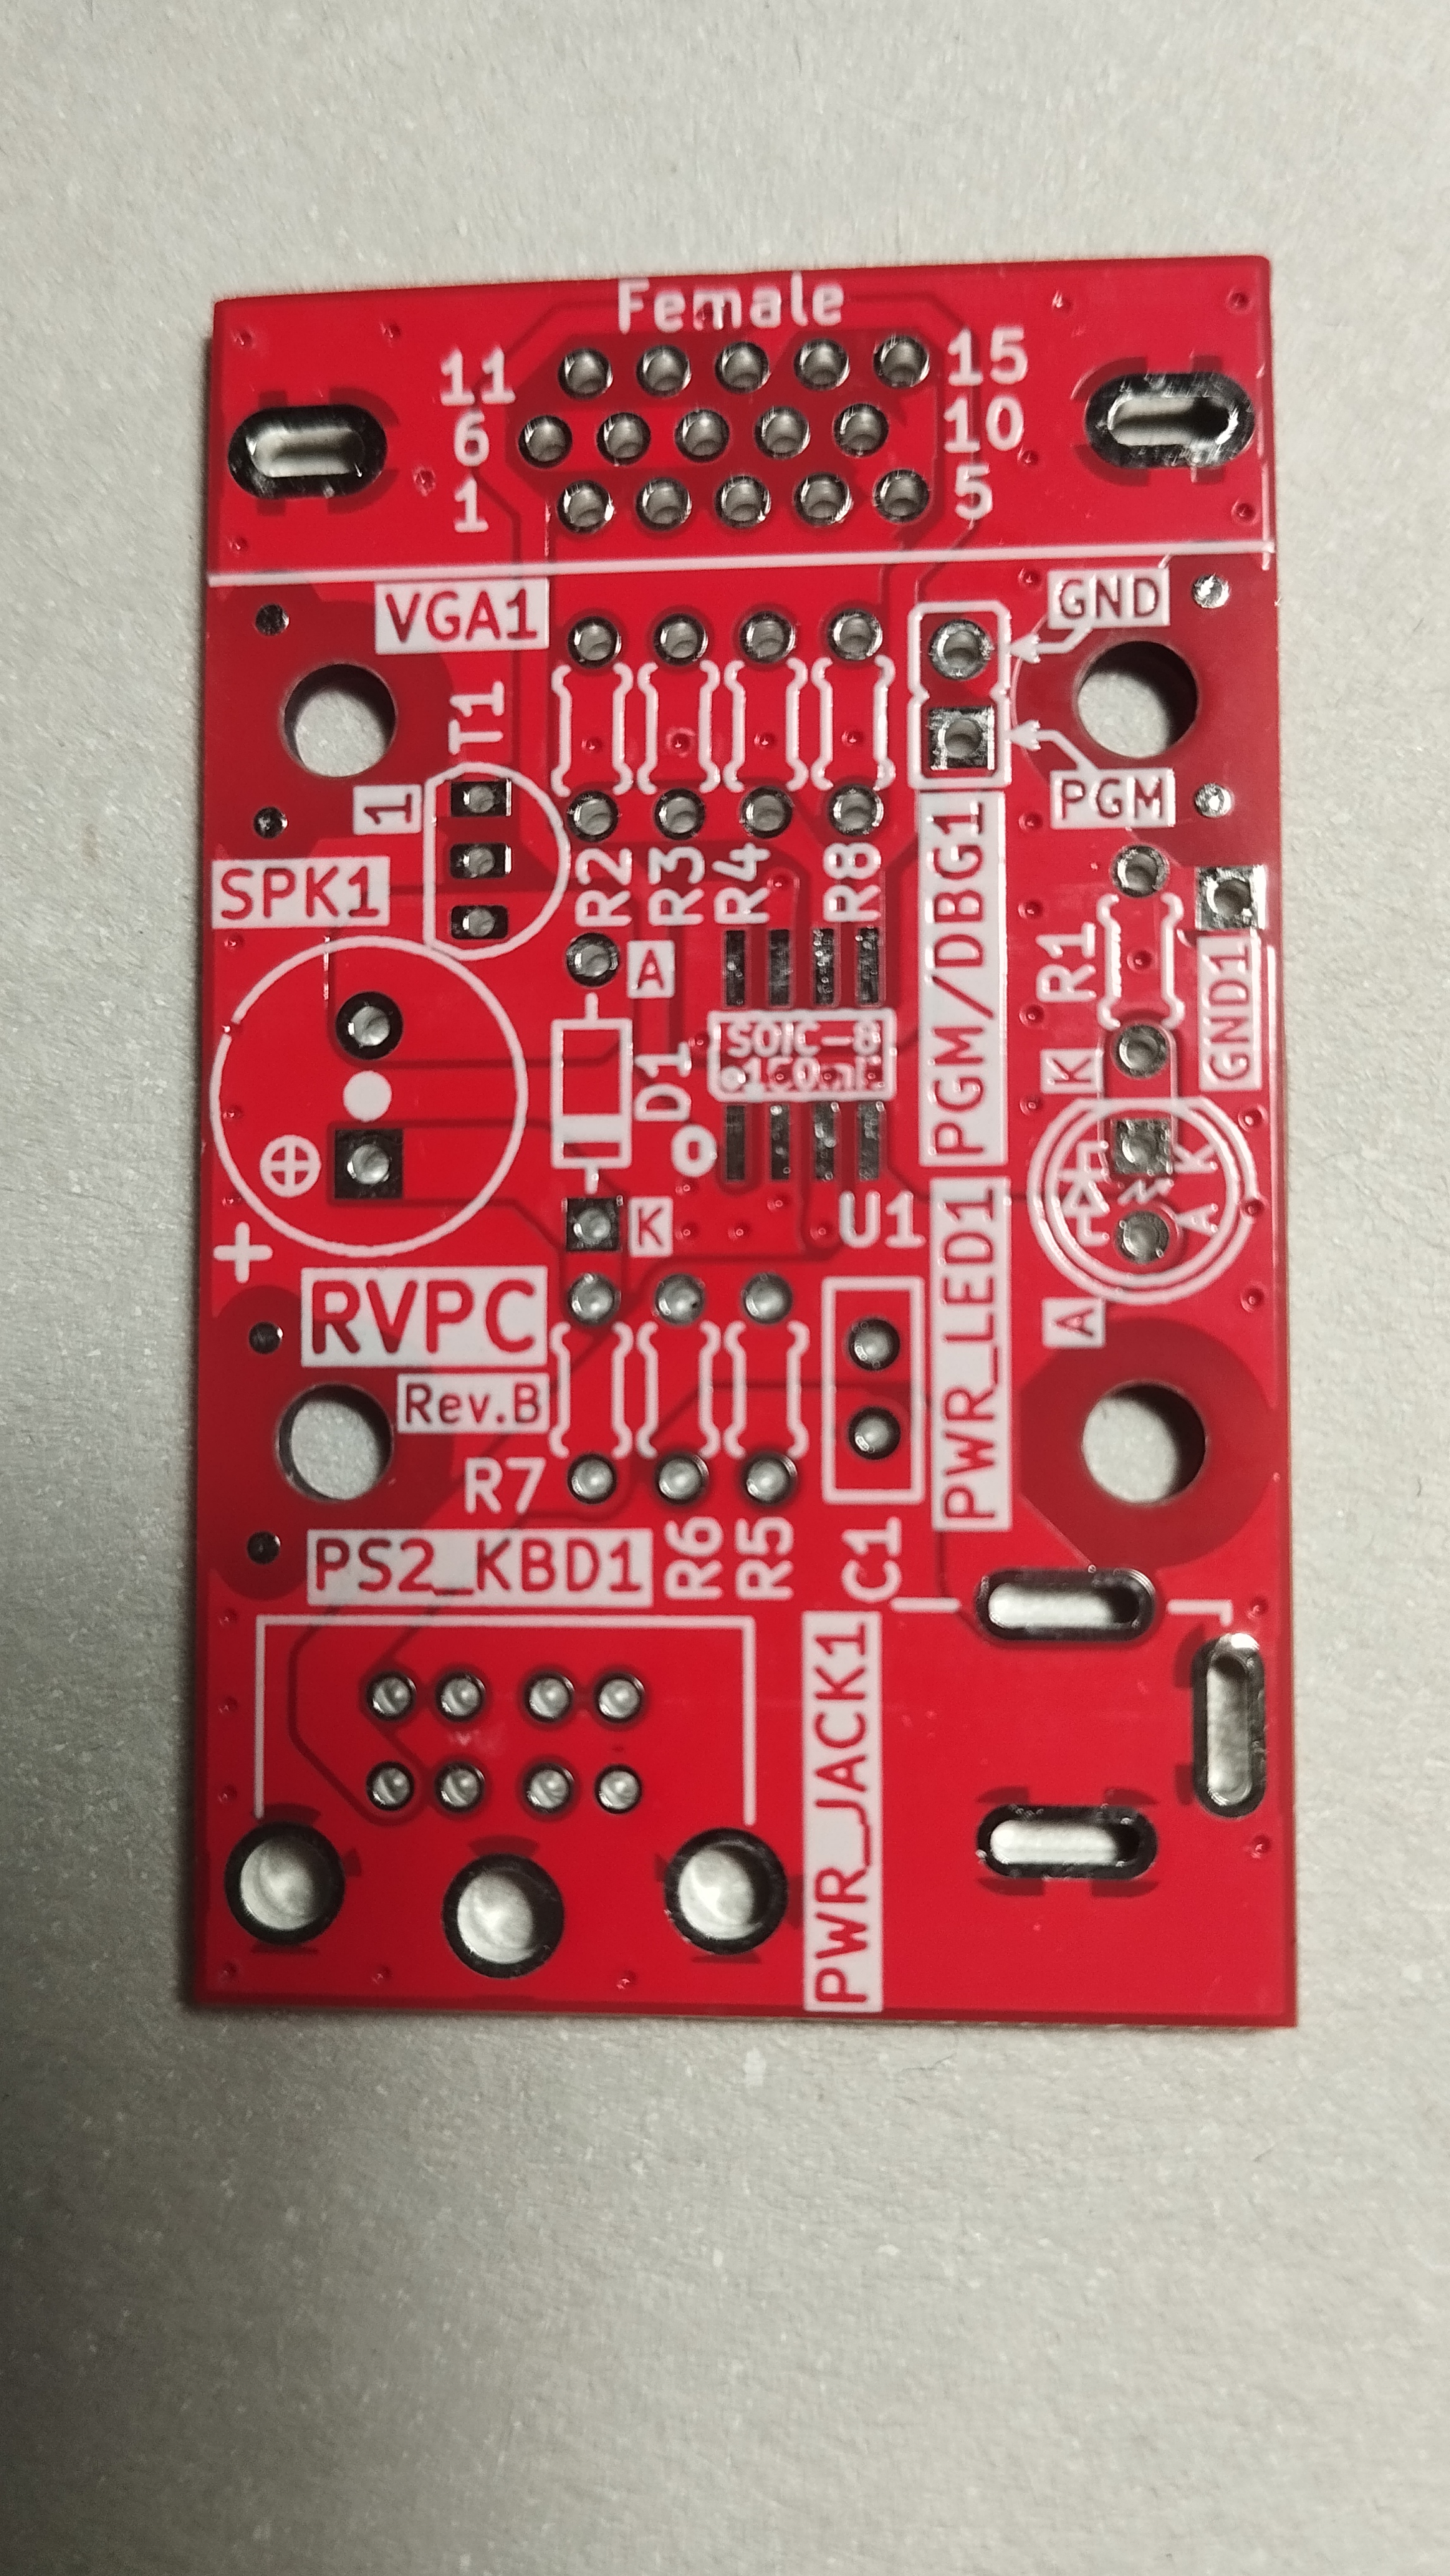 Female
11 15
6 10
1 5
VGA1
GND
T1
1
PGM
SPK1
R2
R3
R4
R8
PGM/DBG1
R1
GND1
A
D1
SOIC-8
150mil
K
K
A
A
K
U1
+
RVPC
Rev.B
PWR_LED1
R7
R6
R5
C1
PS2_KBD1
PWR_JACK1